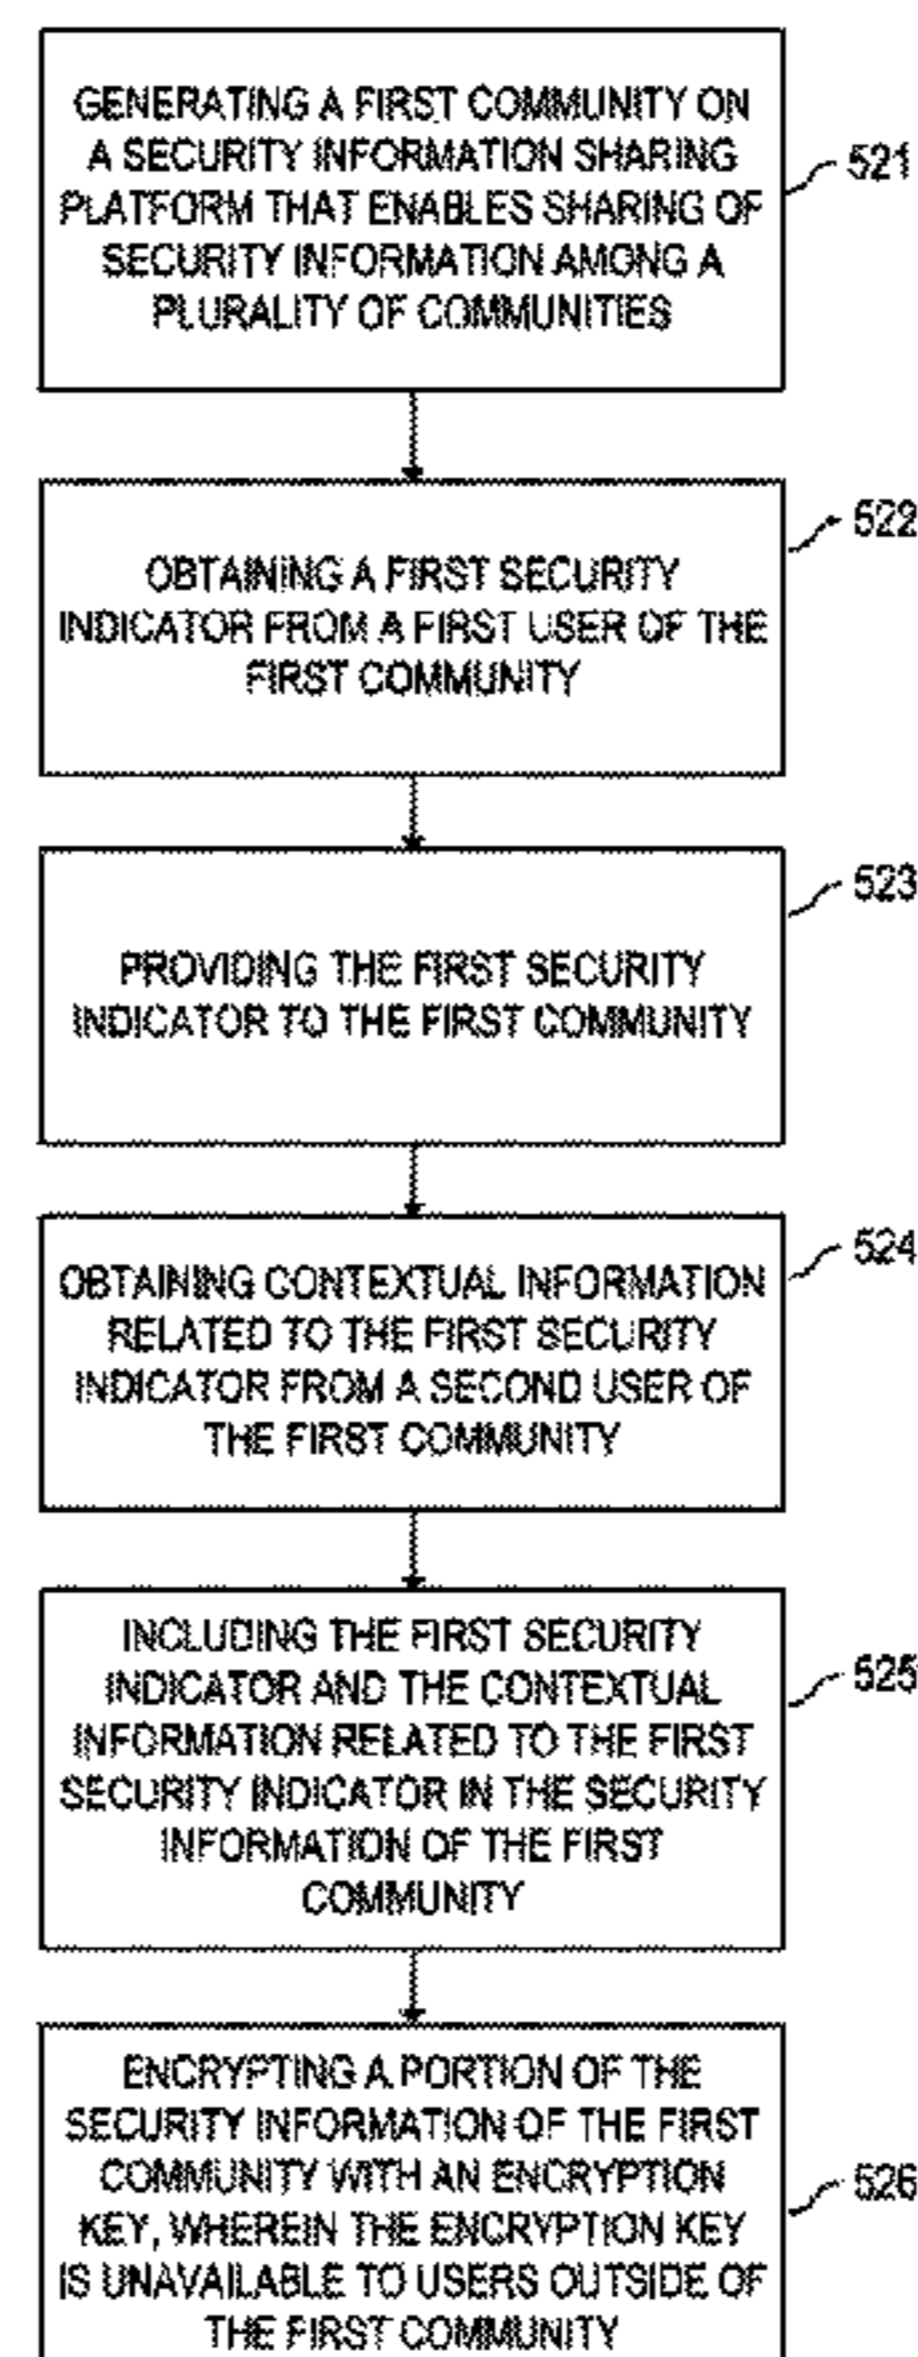 GENERATING A FIRST COMMUNITY ON
A SECURITY INFORMATION SHARING
PLATFORM THAT ENABLES SHARING OF
SECURITY INFORMATION AMONG A
PLURALITY OF COMMUNITIES
521
OBTAINING A FIRST SECURITY
INDICATOR FROM A FIRST USER OF THE
FIRST COMMUNITY
522
PROVIDING THE FIRST SECURITY
INDICATOR TO THE FIRST COMMUNITY
523
OBTAINING CONTEXTUAL INFORMATION
RELATED TO THE FIRST SECURITY
INDICATOR FROM A SECOND USER OF
THE FIRST COMMUNITY
524
INCLUDING THE FIRST SECURITY
INDICATOR AND THE CONTEXTUAL
INFORMATION RELATED TO THE FIRST
SECURITY INDICATOR IN THE SECURITY
INFORMATION OF THE FIRST
COMMUNITY
525
ENCRYPTING A PORTION OF THE
SECURITY INFORMATION OF THE FIRST
COMMUNITY WITH AN ENCRYPTION
KEY, WHEREIN THE ENCRYPTION KEY
IS UNAVAILABLE TO USERS OUTSIDE OF
THE FIRST COMMUNITY
526